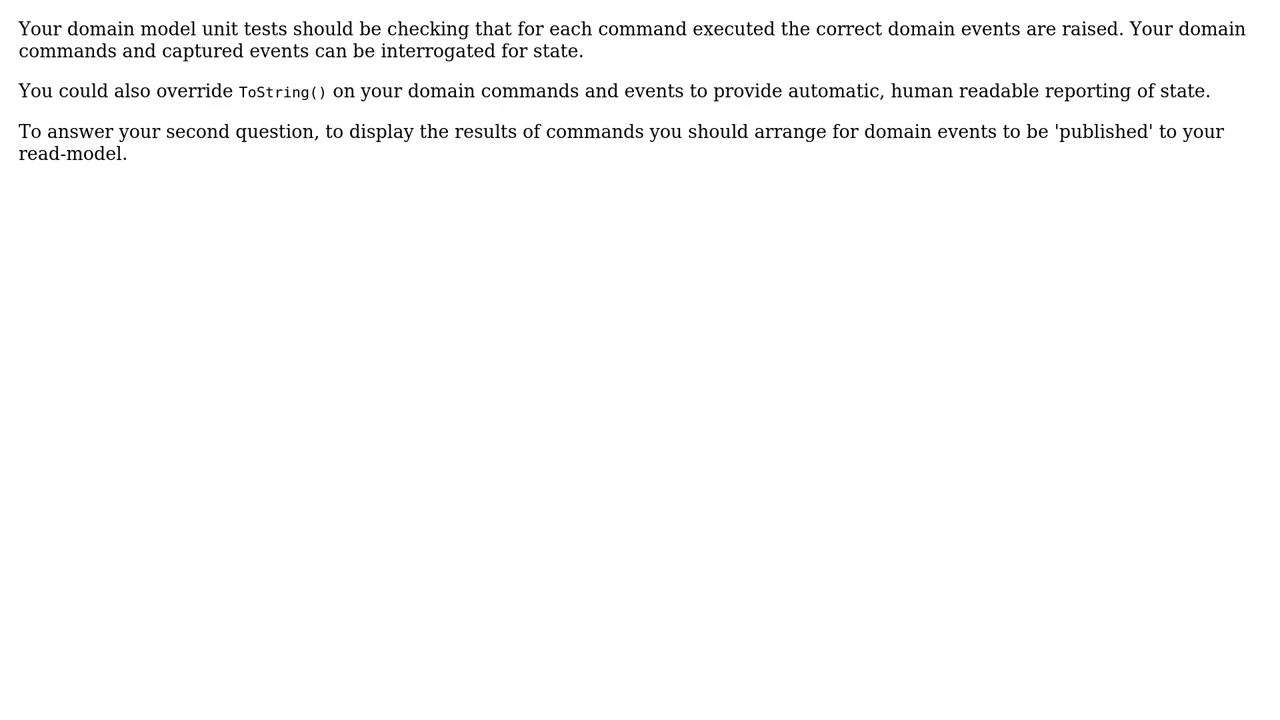 Your domain model unit tests should be checking that for each command executed the correct domain events are raised. Your domain
commands and captured events can be interrogated for state.
You could also override ToString() on your domain commands and events to provide automatic, human readable reporting of state.
To answer your second question, to display the results of commands you should arrange for domain events to be 'published' to your
read-model.